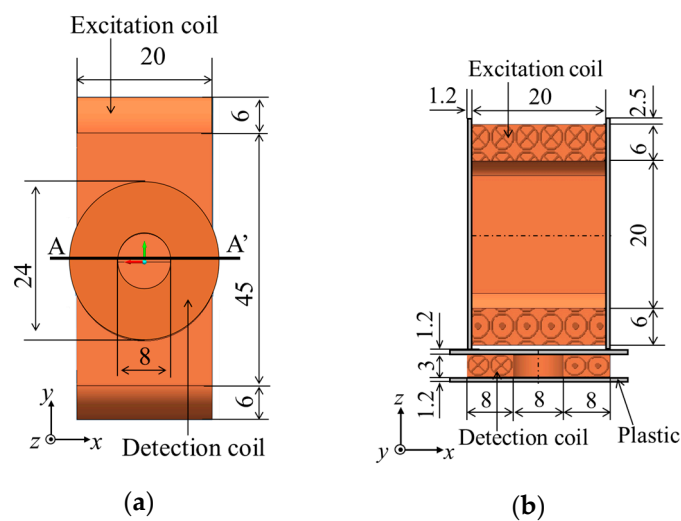 Excitation coil
20
6
A
A’
24
45
8
6
y
z
x
Detection coil
(a)
Excitation coil
1.2
20
2.5
6
20
1.2
6
3
1.2
8
8
8
z
Detection coil
Plastic
y
x
(b)